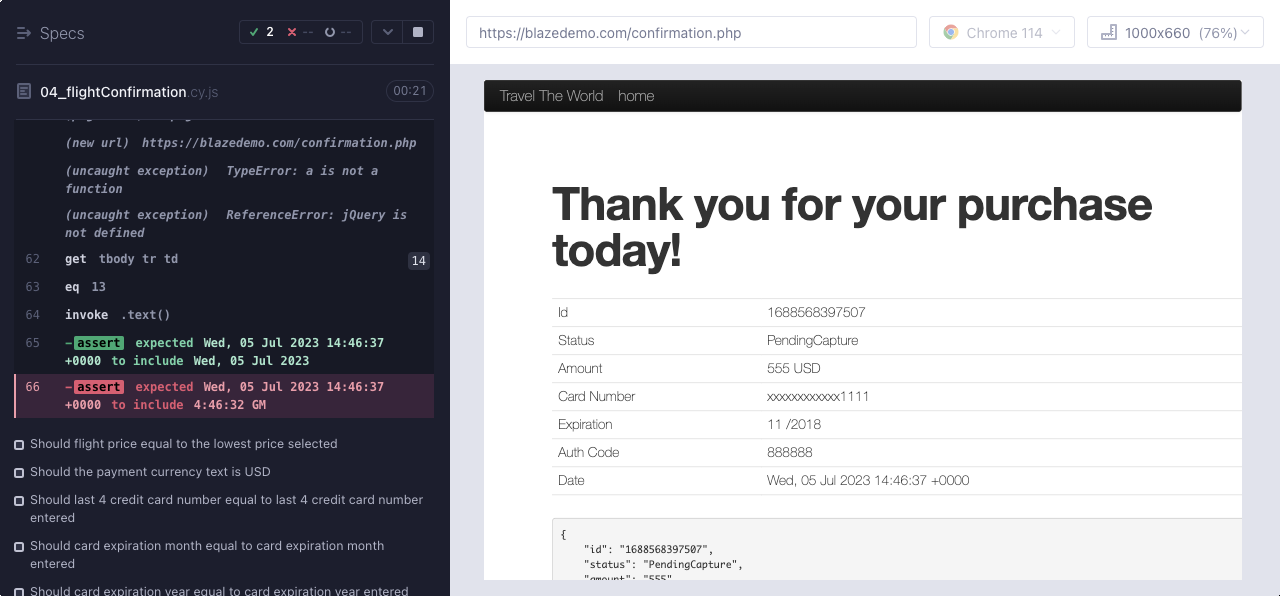 Specs
2 -- --
04_flightConfirmation.cy.js 00:21
(new url) https://blazedemo.com/confirmation.php
(uncaught exception) TypeError: a is not a
function
(uncaught exception) ReferenceError: jQuery is
not defined
62 get tbody tr td 14
63 eq 13
64 invoke .text()
65 -assert expected Wed, 05 Jul 2023 14:46:37
+0000 to include Wed, 05 Jul 2023
66 -assert expected Wed, 05 Jul 2023 14:46:37
+0000 to include 4:46:32 GM
Should flight price equal to the lowest price selected
Should the payment currency text is USD
Should last 4 credit card number equal to last 4 credit card number
entered
Should card expiration month equal to card expiration month
entered
Should card expiration year equal to card expiration year entered
https://blazedemo.com/confirmation.php
Chrome 114
1000x660 (76%)
Travel The World home
Thank you for your purchase
today!
Id 1688568397507
Status PendingCapture
Amount 555 USD
Card Number xxxxxxxxxxxx1111
Expiration 11 /2018
Auth Code 888888
Date Wed, 05 Jul 2023 14:46:37 +0000
{
"id": "1688568397507",
"status": "PendingCapture",
"amount": "555"